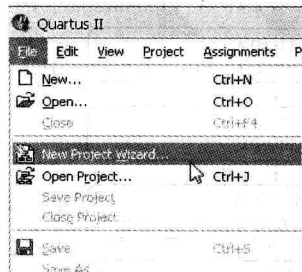 Quartus II
File Edit View Project Assignments P
New... Ctrl+N
Open... Ctrl+O
Close Ctrl+F4
New Project Wizard...
Open Project... Ctrl+J
Save Project
Close Project
Save Ctrl+S
Save As...